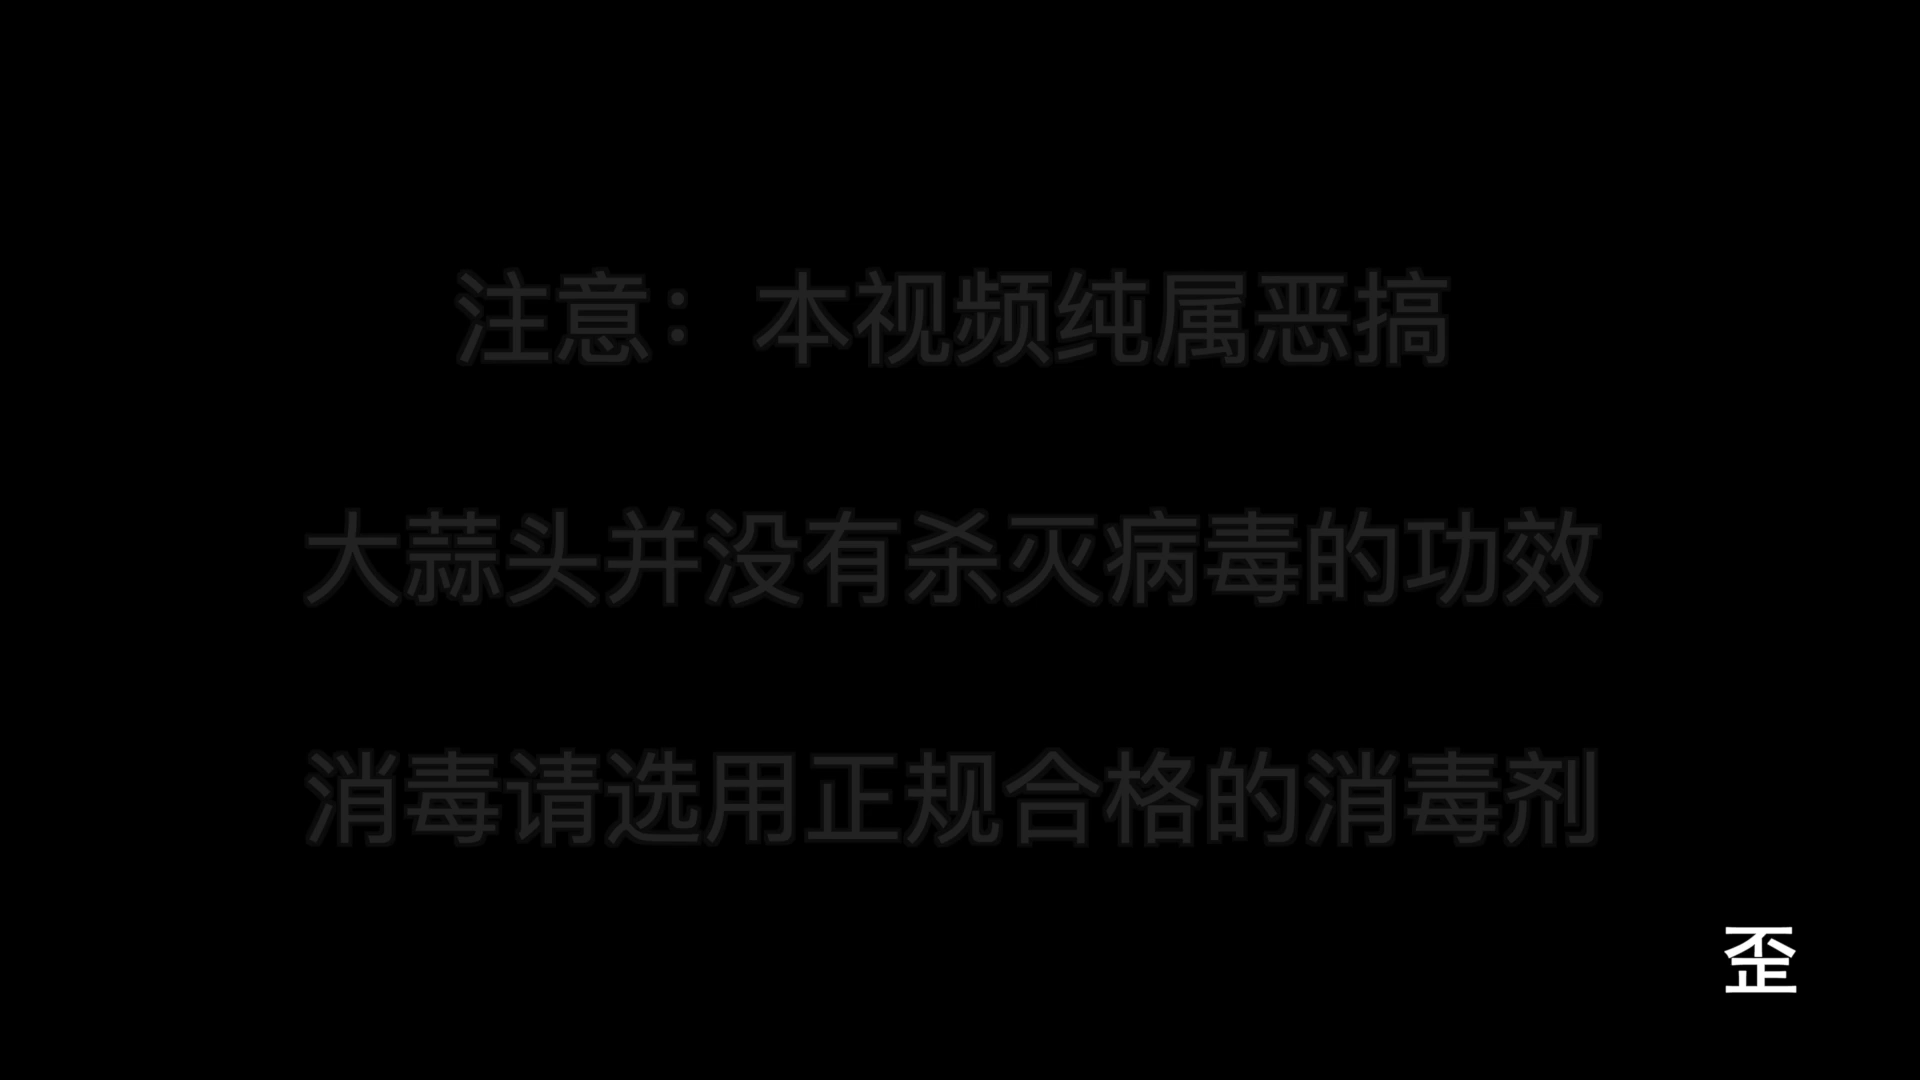 注意：本视频纯属恶搞
大蒜头并没有杀灭病毒的功效
消毒请选用正规合格的消毒剂
歪